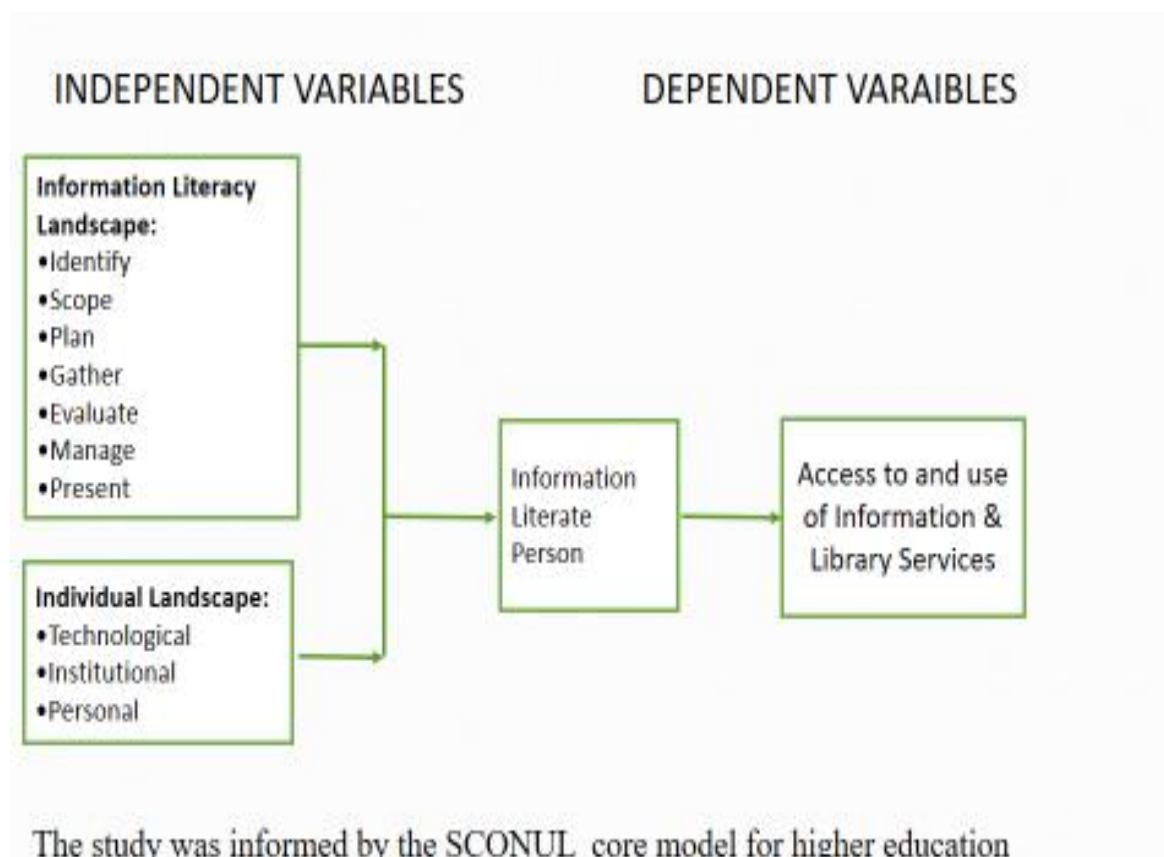 INDEPENDENT VARIABLES
DEPENDENT VARAIBLES
Information Literacy
Landscape:
•Identify
•Scope
•Plan
•Gather
•Evaluate
•Manage
•Present
Individual Landscape:
•Technological
•Institutional
•Personal
Information
Literate
Person
Access to and use
of Information &
Library Services
The study was informed by the SCONUL core model for higher education